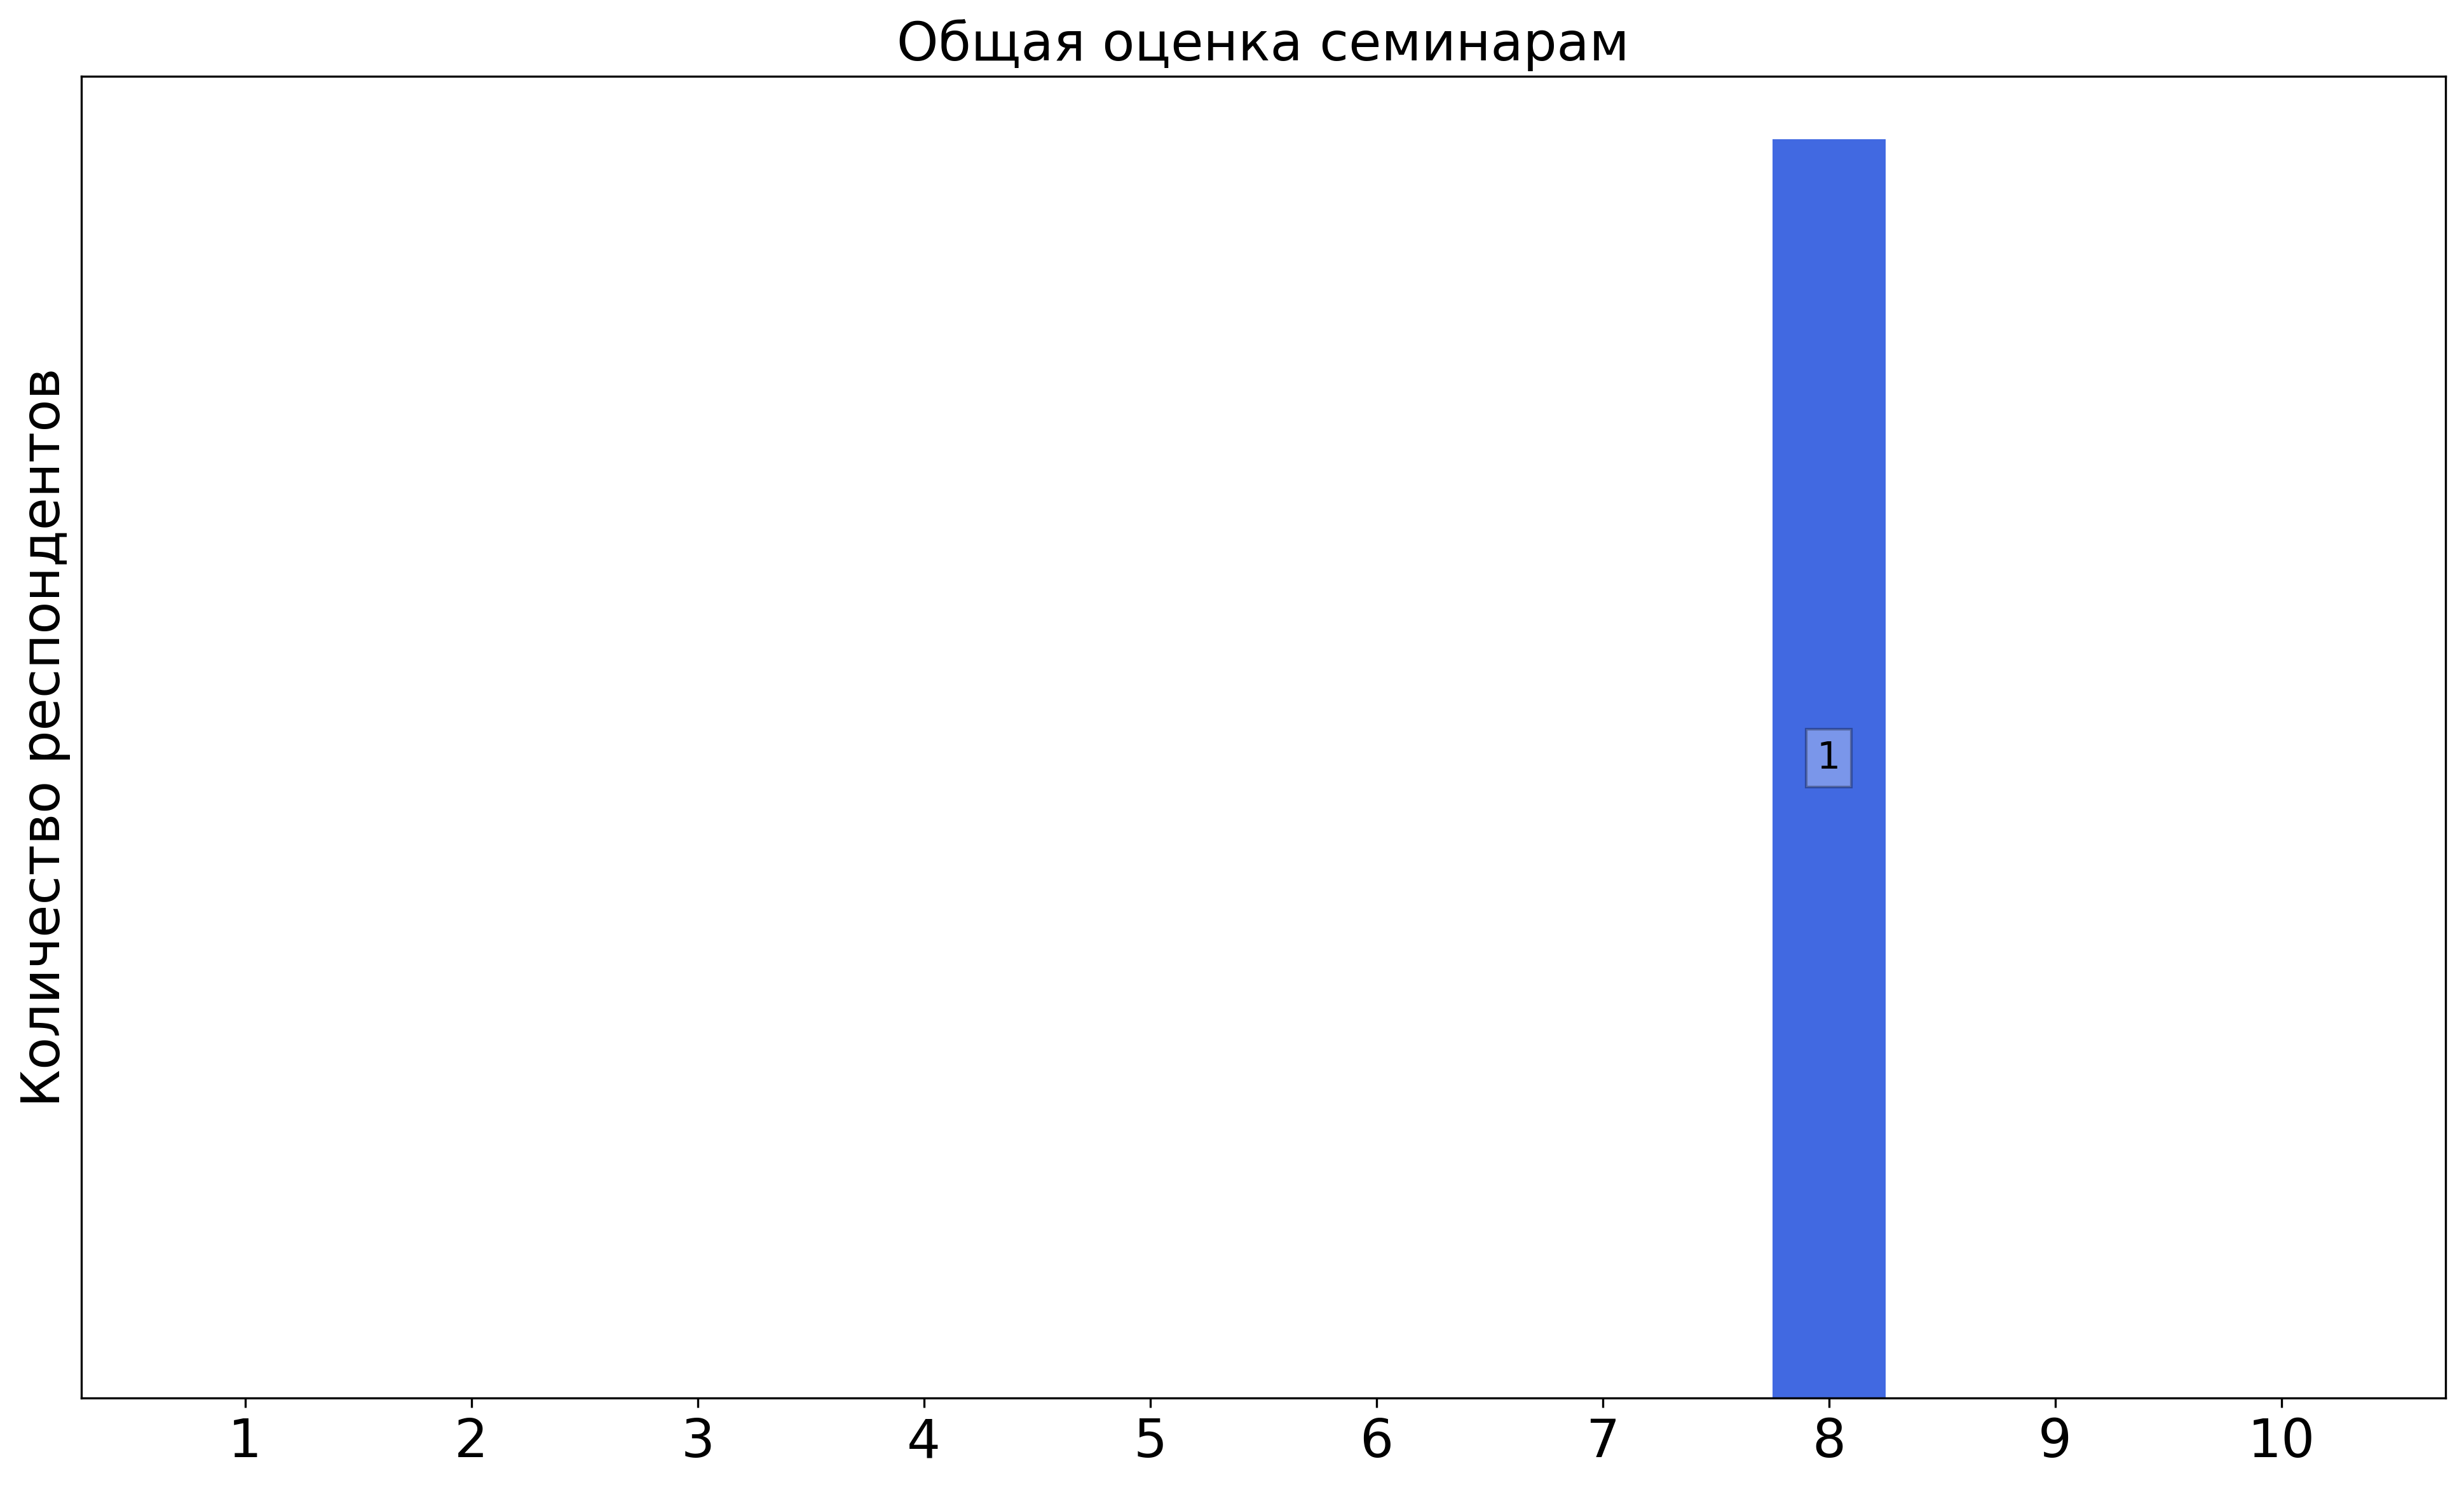 Общая оценка семинарам
Количество респондентов
1
1 2 3 4 5 6 7 8 9 10